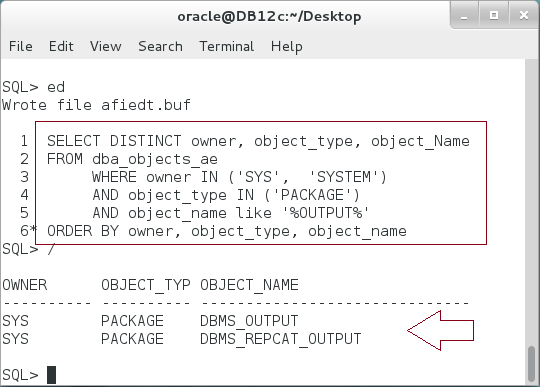 oracle@DB12c:~/Desktop
File Edit View Search Terminal Help
SQL> ed
Wrote file afiedt.buf
1 SELECT DISTINCT owner, object_type, object_Name
2 FROM dba_objects_ae
3 WHERE owner IN ('SYS', 'SYSTEM')
4 AND object_type IN ('PACKAGE')
5 AND object_name like '%OUTPUT%'
6* ORDER BY owner, object_type, object_name
SQL> /
OWNER OBJECT_TYP OBJECT_NAME
---------- ---------- ------------------------------
SYS PACKAGE DBMS_OUTPUT
SYS PACKAGE DBMS_REPCAT_OUTPUT
SQL>